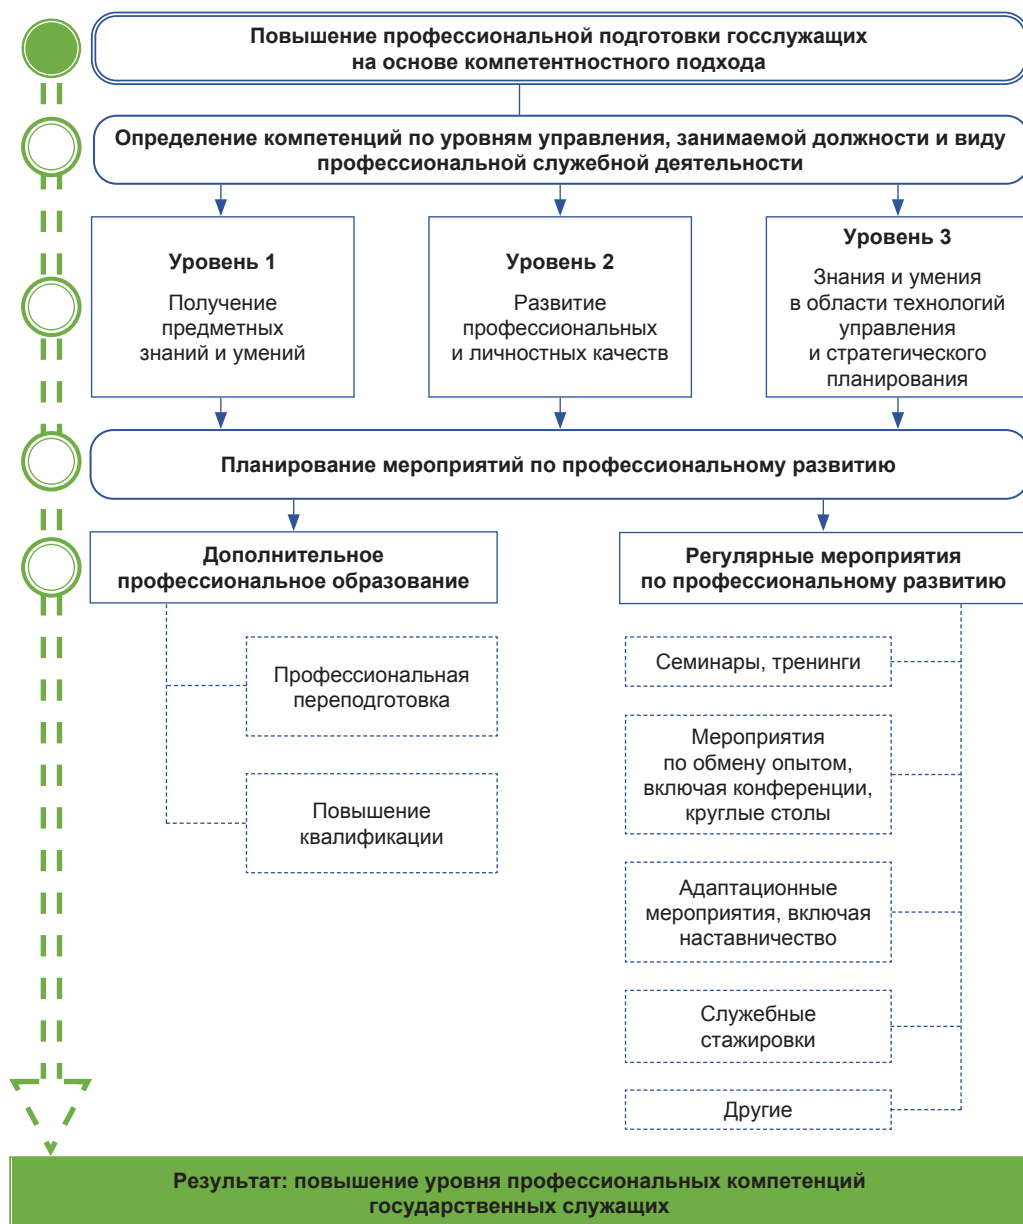 Повышение профессиональной подготовки госслужащих
на основе компетентностного подхода
Определение компетенций по уровням управления, занимаемой должности и виду
профессиональной служебной деятельности
Уровень 1
Получение
предметных
знаний и умений
Уровень 2
Развитие
профессиональных
и личностных качеств
Уровень 3
Знания и умения
в области технологий
управления
и стратегического
планирования
Планирование мероприятий по профессиональному развитию
Дополнительное
профессиональное образование
Профессиональная
переподготовка
Повышение
квалификации
Регулярные мероприятия
по профессиональному развитию
Семинары, тренинги
Мероприятия
по обмену опытом,
включая конференции,
круглые столы
Адаптационные
мероприятия, включая
наставничество
Служебные
стажировки
Другие
Результат: повышение уровня профессиональных компетенций
государственных служащих